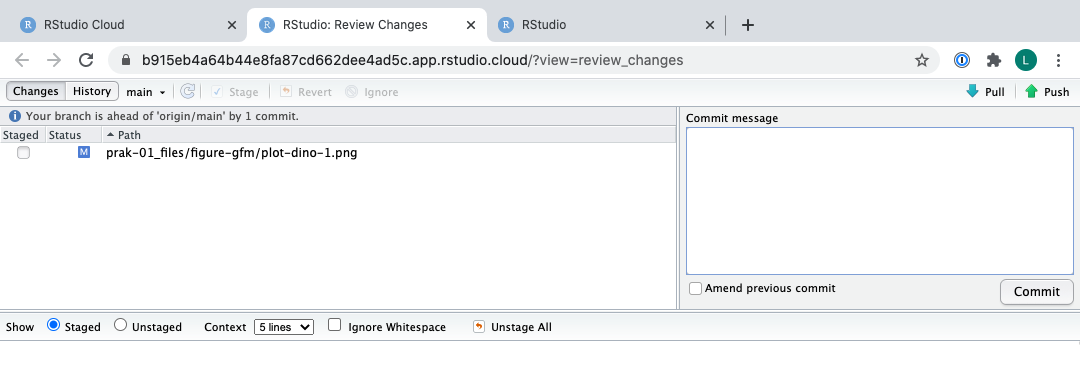 R RStudio Cloud × R RStudio: Review Changes × R RStudio × +
b915eb4a64b44e8fa87cd662dee4ad5c.app.rstudio.cloud/?view=review_changes L
Changes History main Stage Revert Ignore Pull Push
Your branch is ahead of 'origin/main' by 1 commit.
Commit message
Staged Status Path
M prak-01_files/figure-gfm/plot-dino-1.png
Amend previous commit Commit
Show Staged Unstaged Context 5 lines Ignore Whitespace Unstage All